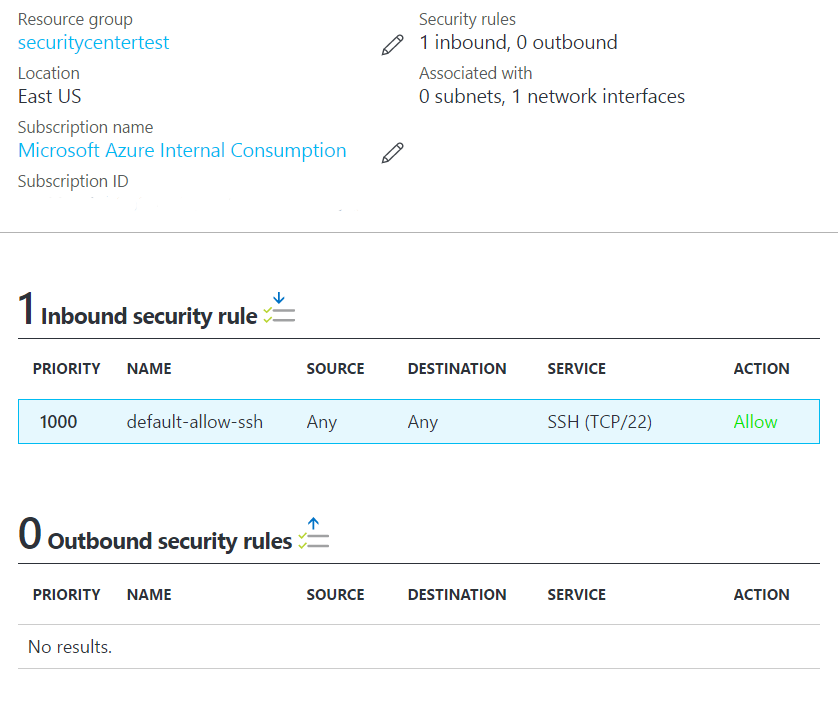 Resource group
securitycentertest
Location
East US
Subscription name
Microsoft Azure Internal Consumption
Subscription ID
Security rules
1 inbound, 0 outbound
Associated with
0 subnets, 1 network interfaces
1 Inbound security rule
PRIORITY NAME SOURCE DESTINATION SERVICE ACTION
1000 default-allow-ssh Any Any SSH (TCP/22) Allow
0 Outbound security rules
PRIORITY NAME SOURCE DESTINATION SERVICE ACTION
No results.